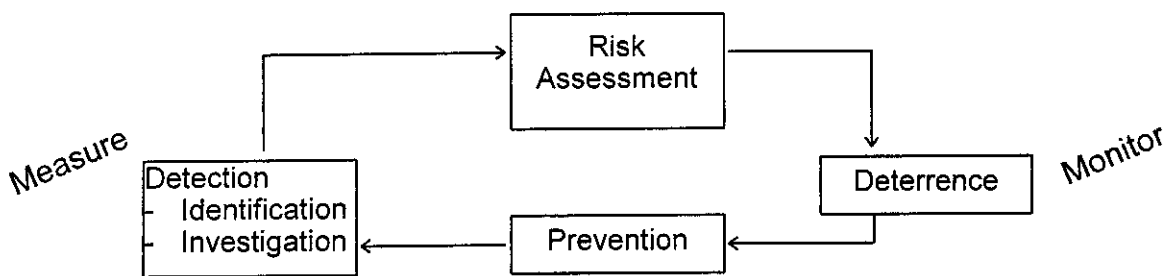 Risk
Assessment
Measure
Monitor
Detection
- Identification
- Investigation
Deterrence
Prevention